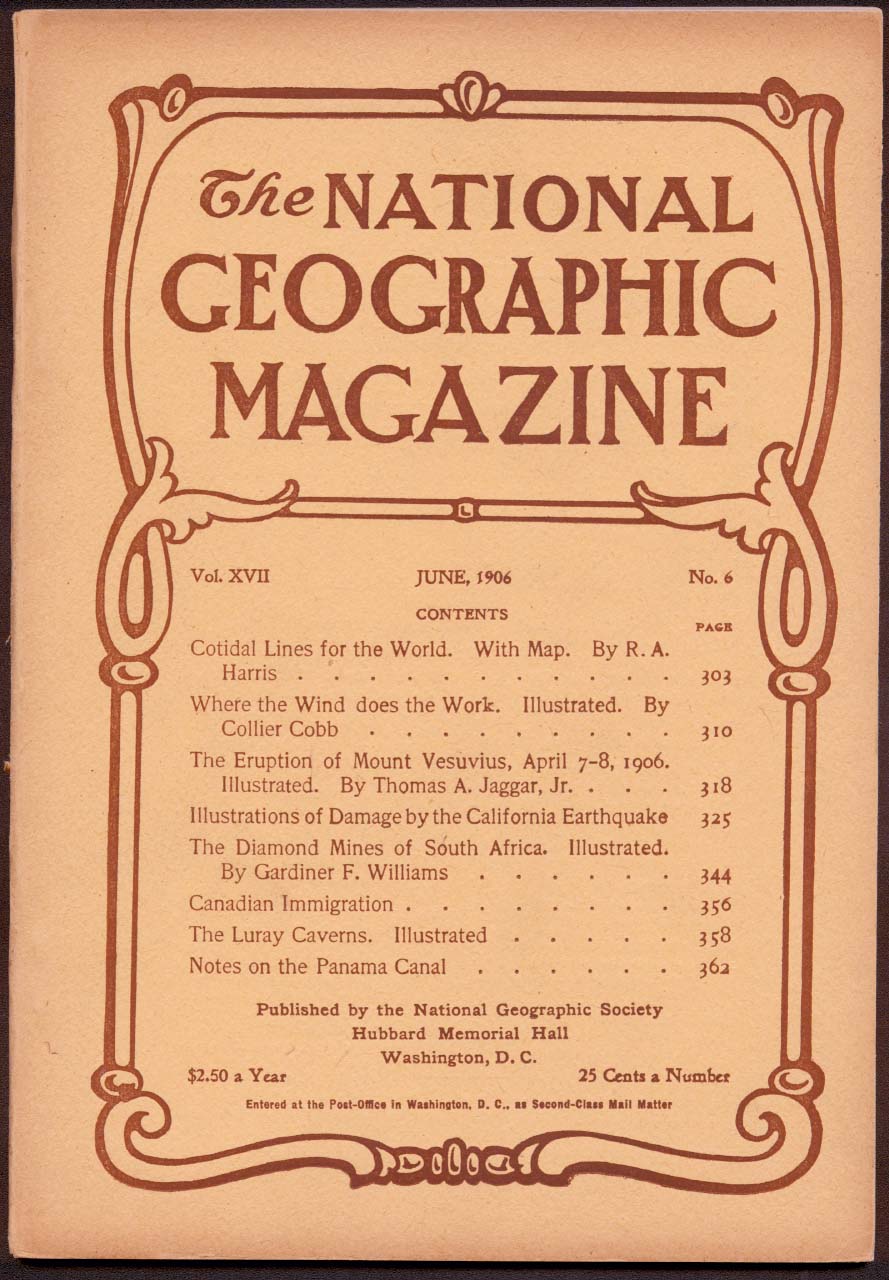 The NATIONAL
GEOGRAPHIC
MAGAZINE
Vol. XVII JUNE, 1906 No. 6
CONTENTS
PAGE
Cotidal Lines for the World. With Map. By R. A.
Harris . . . . . . . . . . . 303
Where the Wind does the Work. Illustrated. By
Collier Cobb . . . . . . . . . 310
The Eruption of Mount Vesuvius, April 7-8, 1906.
Illustrated. By Thomas A. Jaggar, Jr. . . . 318
Illustrations of Damage by the California Earthquake 325
The Diamond Mines of South Africa. Illustrated.
By Gardiner F. Williams . . . . . . 344
Canadian Immigration . . . . . . . . 356
The Luray Caverns. Illustrated . . . . . 358
Notes on the Panama Canal . . . . . . 362
Published by the National Geographic Society
Hubbard Memorial Hall
Washington, D. C.
$2.50 a Year 25 Cents a Number
Entered at the Post-Office in Washington, D. C., as Second-Class Mail Matter